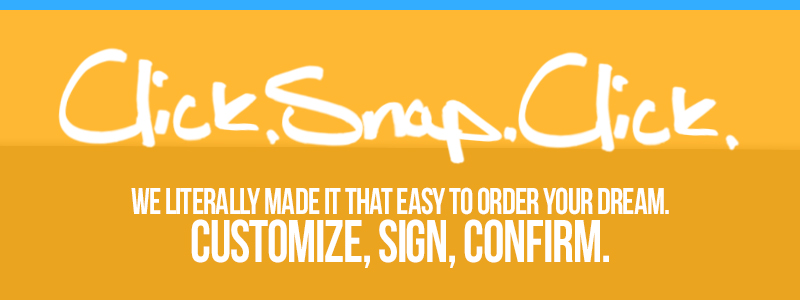 Click.Snap.Click.
WE LITERALLY MADE IT THAT EASY TO ORDER YOUR DREAM.
CUSTOMIZE, SIGN, CONFIRM.